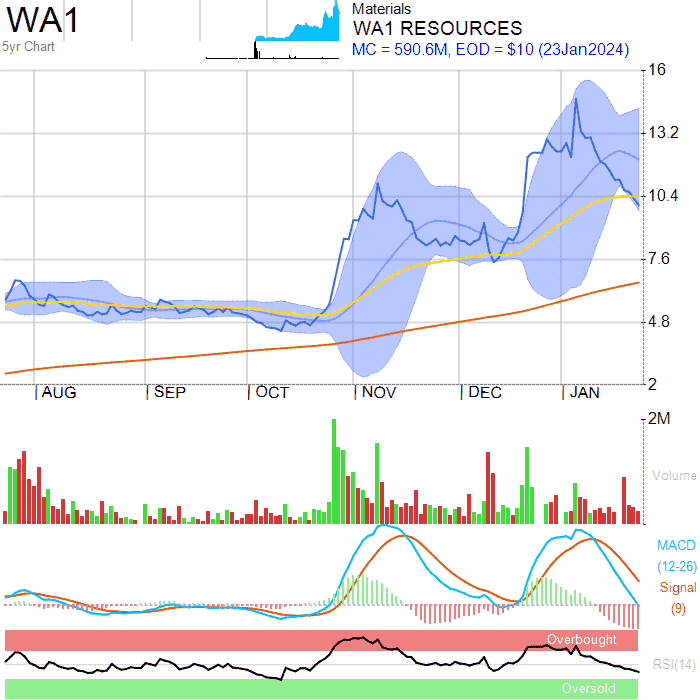 WA1
5yr Chart
Materials
WA1 RESOURCES
MC = 590.6M, EOD = $10 (23Jan2024)
16
13.2
10.4
7.6
4.8
2
AUG SEP OCT NOV DEC JAN
2M
Volume
MACD
(12-26)
Signal
(9)
Overbought
RSI(14)
Oversold